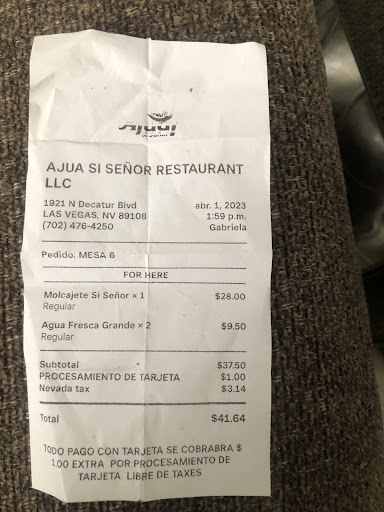 Ajua!
AJUA SI SEÑOR RESTAURANT
LLC
1921 N Decatur Blvd abr. 1, 2023
LAS VEGAS, NV 89108 1:59 p.m.
(702) 476-4250 Gabriela
Pedido: MESA 6
FOR HERE
Molcajete Si Señor × 1 $28.00
Regular
Agua Fresca Grande × 2 $9.50
Regular
Subtotal $37.50
PROCESAMIENTO DE TARJETA $1.00
Nevada tax $3.14
Total $41.64
TODO PAGO CON TARJETA SE COBRABRA $
1.00 EXTRA POR PROCESAMIENTO DE
TARJETA LIBRE DE TAXES